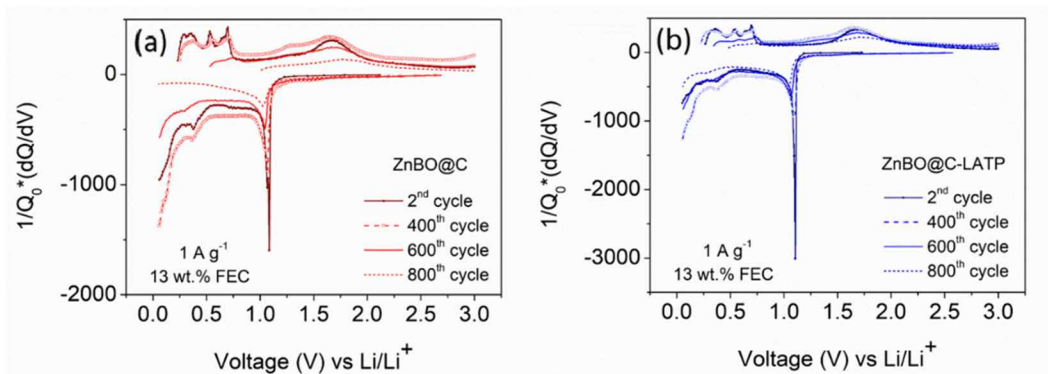 (a)
1/Q0*(dQ/dV)
0
-1000
-2000
ZnBO@C
2nd cycle
400th cycle
600th cycle
800th cycle
1 A g-1
13 wt.% FEC
0.0 0.5 1.0 1.5 2.0 2.5 3.0
Voltage (V) vs Li/Li+
(b)
1/Q0*(dQ/dV)
0
-1000
-2000
-3000
ZnBO@C-LATP
2nd cycle
400th cycle
600th cycle
800th cycle
1 A g-1
13 wt.% FEC
0.0 0.5 1.0 1.5 2.0 2.5 3.0
Voltage (V) vs Li/Li+